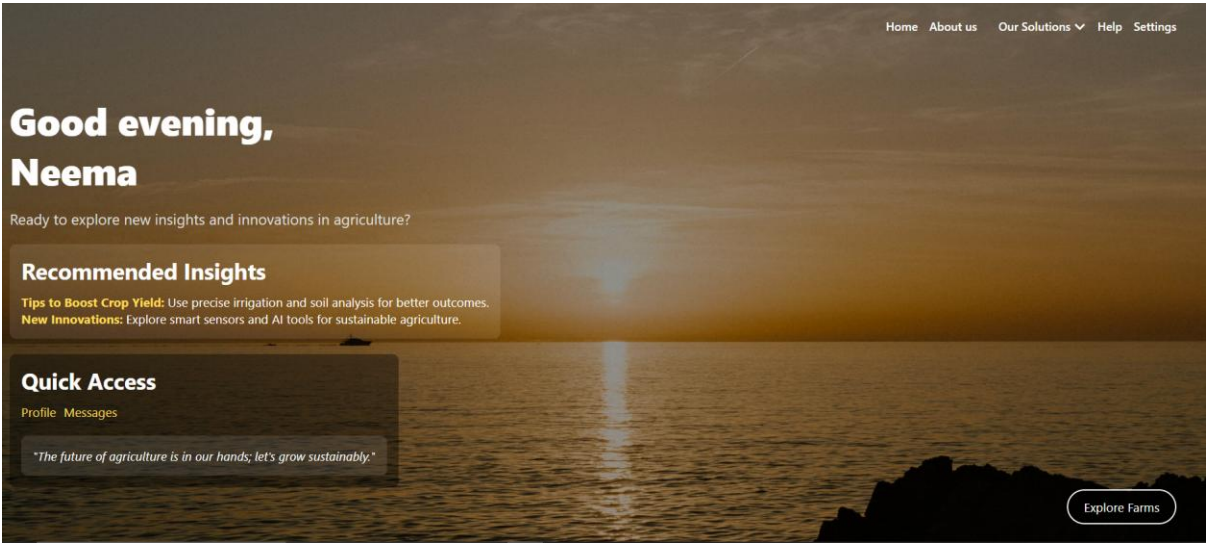 Home About us Our Solutions Help Settings
Good evening,
Neema
Ready to explore new insights and innovations in agriculture?
Recommended Insights
Tips to Boost Crop Yield: Use precise irrigation and soil analysis for better outcomes.
New Innovations: Explore smart sensors and AI tools for sustainable agriculture.
Quick Access
Profile Messages
"The future of agriculture is in our hands; let's grow sustainably."
Explore Farms